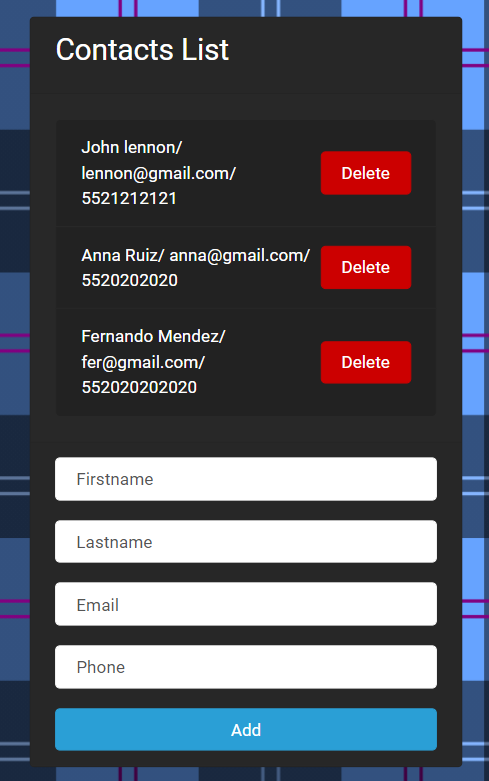 Contacts List
John lennon/
lennon@gmail.com/
5521212121
Delete
Anna Ruiz/ anna@gmail.com/
5520202020
Delete
Fernando Mendez/
fer@gmail.com/
552020202020
Delete
Firstname
Lastname
Email
Phone
Add